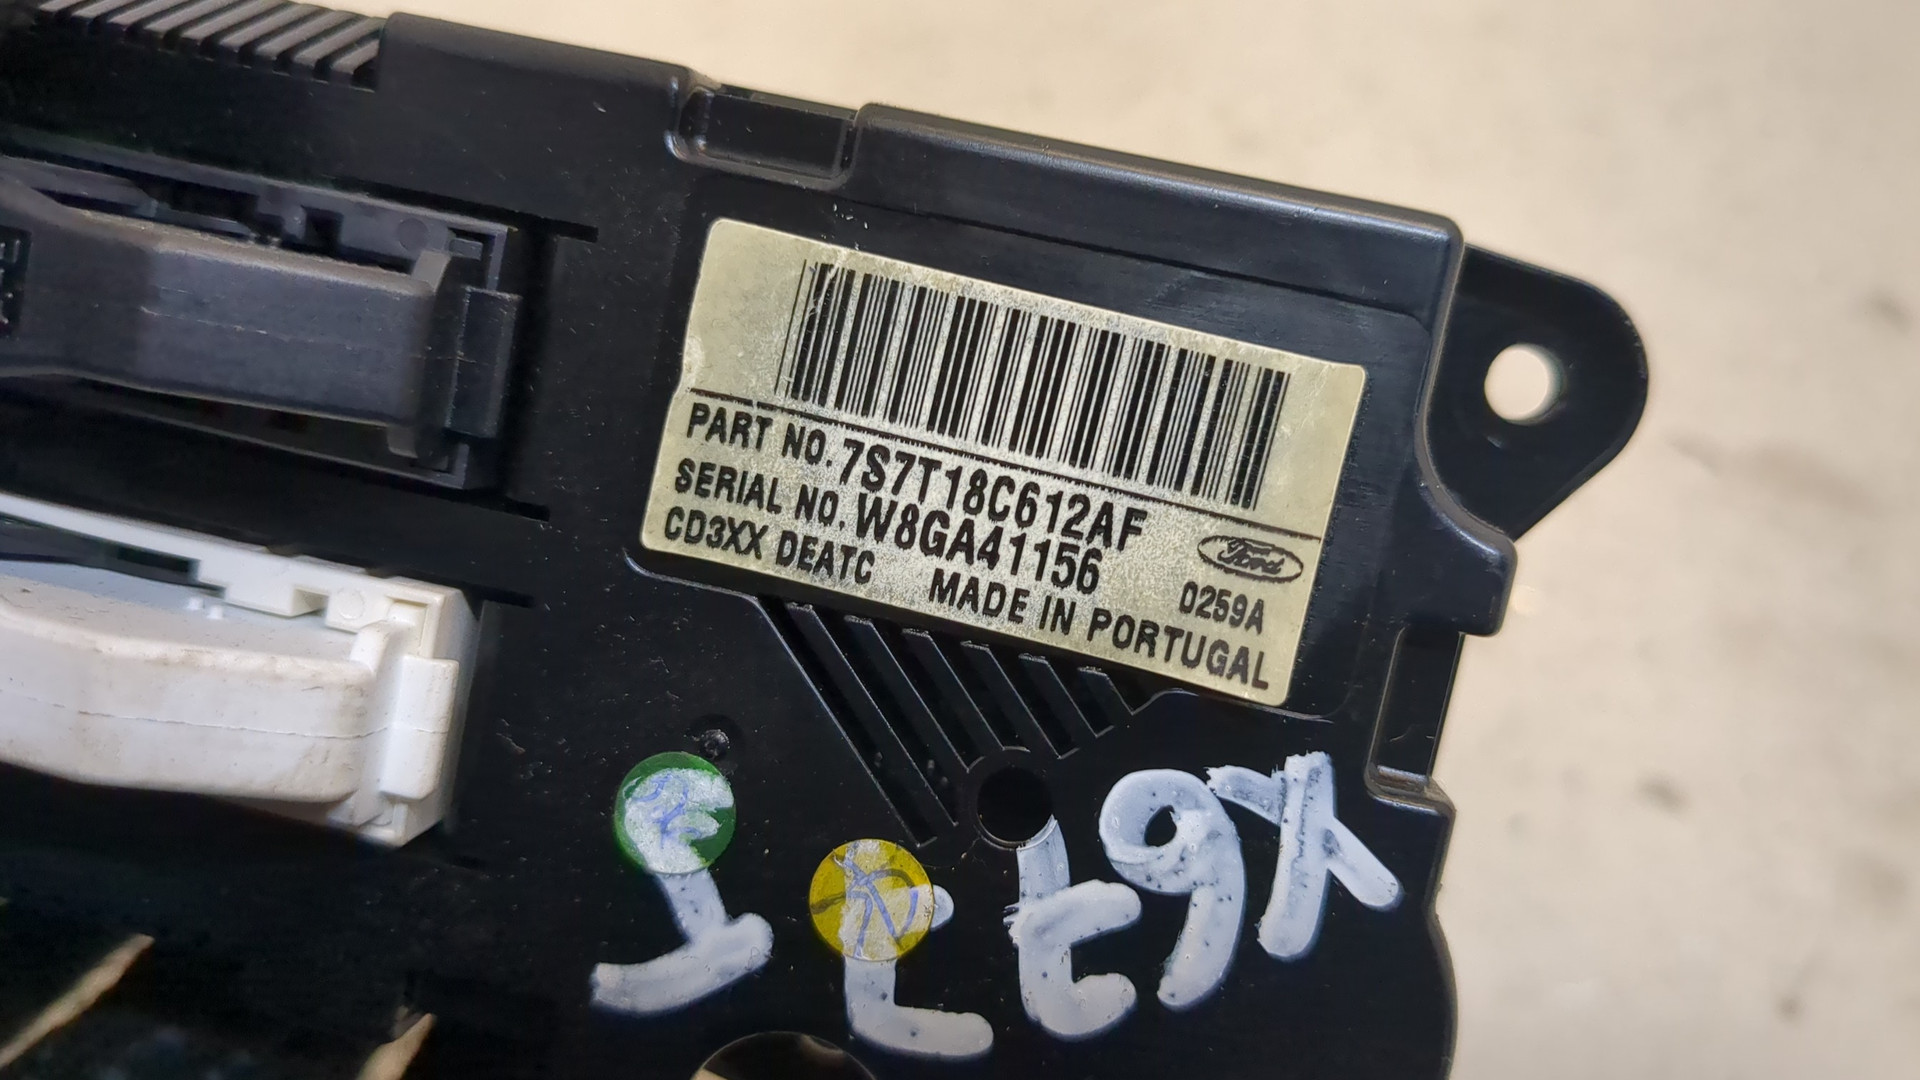 PART NO. 7S7T18C612AF
SERIAL NO. W8GA41156
CD3XX DEATC MADE IN PORTUGAL
Ford
0259A